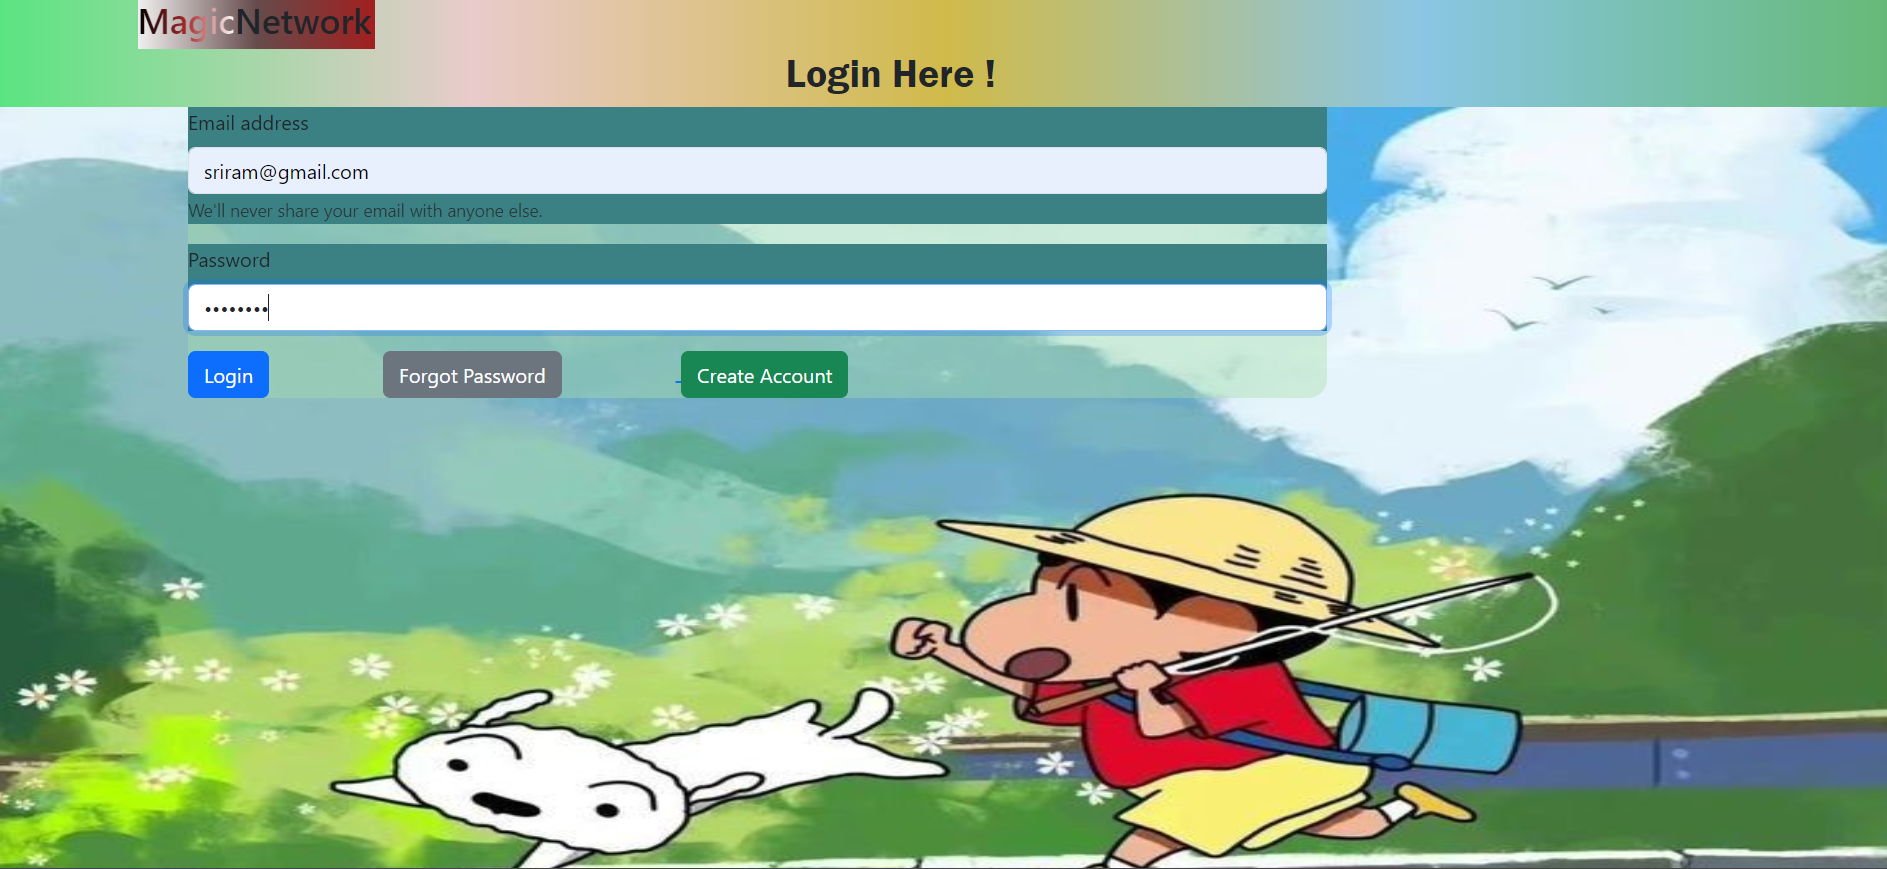 MagicNetwork
Login Here !
Email address
sriram@gmail.com
We'll never share your email with anyone else.
Password
••••••••
Login Forgot Password Create Account